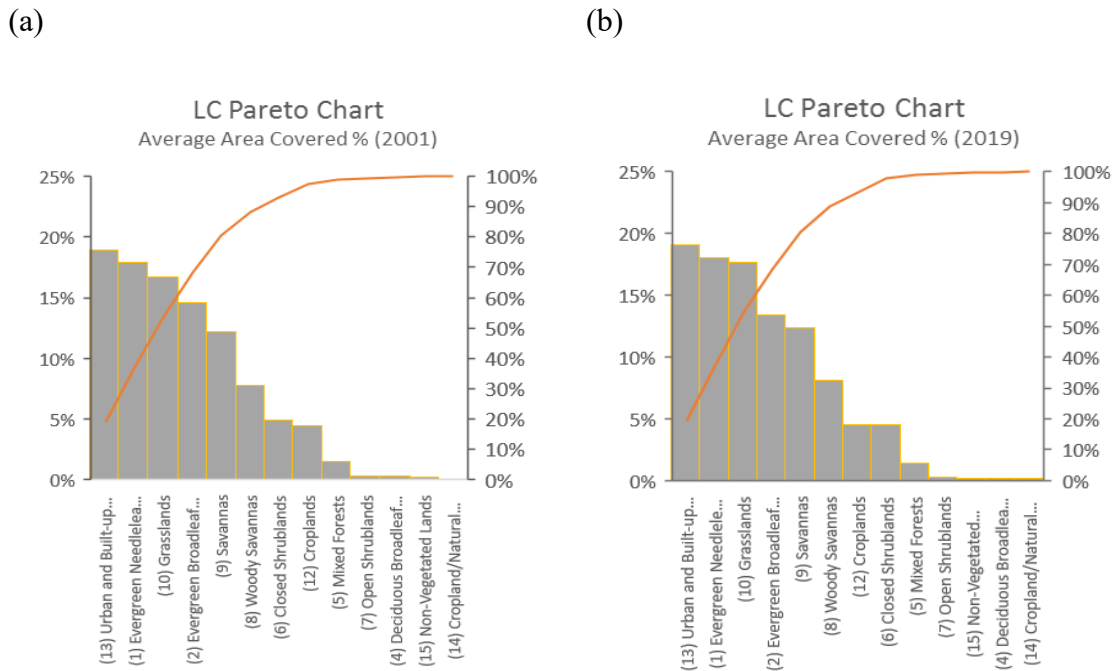 (a)
LC Pareto Chart
Average Area Covered % (2001)
25%
20%
15%
10%
5%
0%
100%
90%
80%
70%
60%
50%
40%
30%
20%
10%
0%
(13) Urban and Built-up...
(1) Evergreen Needlelea...
(10) Grasslands
(2) Evergreen Broadleaf...
(9) Savannas
(8) Woody Savannas
(6) Closed Shrublands
(12) Croplands
(5) Mixed Forests
(7) Open Shrublands
(4) Deciduous Broadleaf...
(15) Non-Vegetated Lands
(14) Cropland/Natural...
(b)
LC Pareto Chart
Average Area Covered % (2019)
25%
20%
15%
10%
5%
0%
100%
90%
80%
70%
60%
50%
40%
30%
20%
10%
0%
(13) Urban and Built-up...
(1) Evergreen Needlele...
(10) Grasslands
(2) Evergreen Broadleaf...
(9) Savannas
(8) Woody Savannas
(12) Croplands
(6) Closed Shrublands
(5) Mixed Forests
(7) Open Shrublands
(15) Non-Vegetated...
(4) Deciduous Broadlea...
(14) Cropland/Natural...